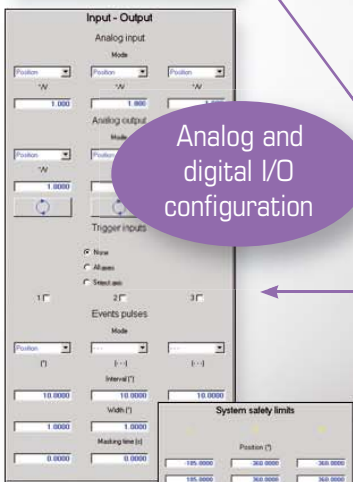 Input - Output
Analog input
Mode
Position Position Position
°/V °/V °/V
1.000 1.000
Analog output
Mode
Position
°/V
1.0000
Analog and
digital I/O
configuration
Trigger inputs
None
All axes
Select axis
1 2 3
Events pulses
Mode
Position --- ---
(°) (---) (---)
Interval (°)
10.0000 10.0000 10.0000
Width (°)
1.0000 1.0000
Masking time (s)
0.0000 0.0000
System safety limits
Position (°)
-185.0000 -360.0000 -360.0000
185.0000 360.0000 360.0000